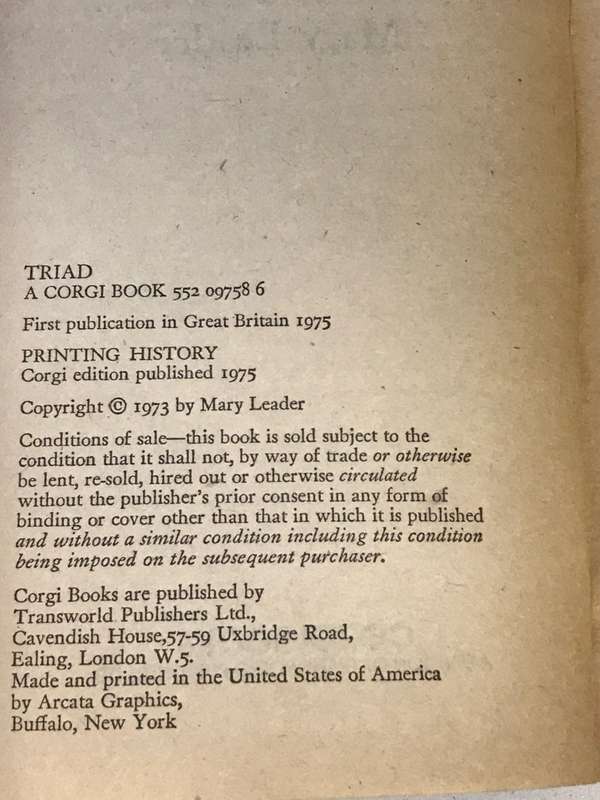 TRIAD
A CORGI BOOK 552 09758 6
First publication in Great Britain 1975
PRINTING HISTORY
Corgi edition published 1975
Copyright © 1973 by Mary Leader
Conditions of sale—this book is sold subject to the
condition that it shall not, by way of trade or otherwise
be lent, re-sold, hired out or otherwise circulated
without the publisher's prior consent in any form of
binding or cover other than that in which it is published
and without a similar condition including this condition
being imposed on the subsequent purchaser.
Corgi Books are published by
Transworld Publishers Ltd.,
Cavendish House,57-59 Uxbridge Road,
Ealing, London W.5.
Made and printed in the United States of America
by Arcata Graphics,
Buffalo, New York